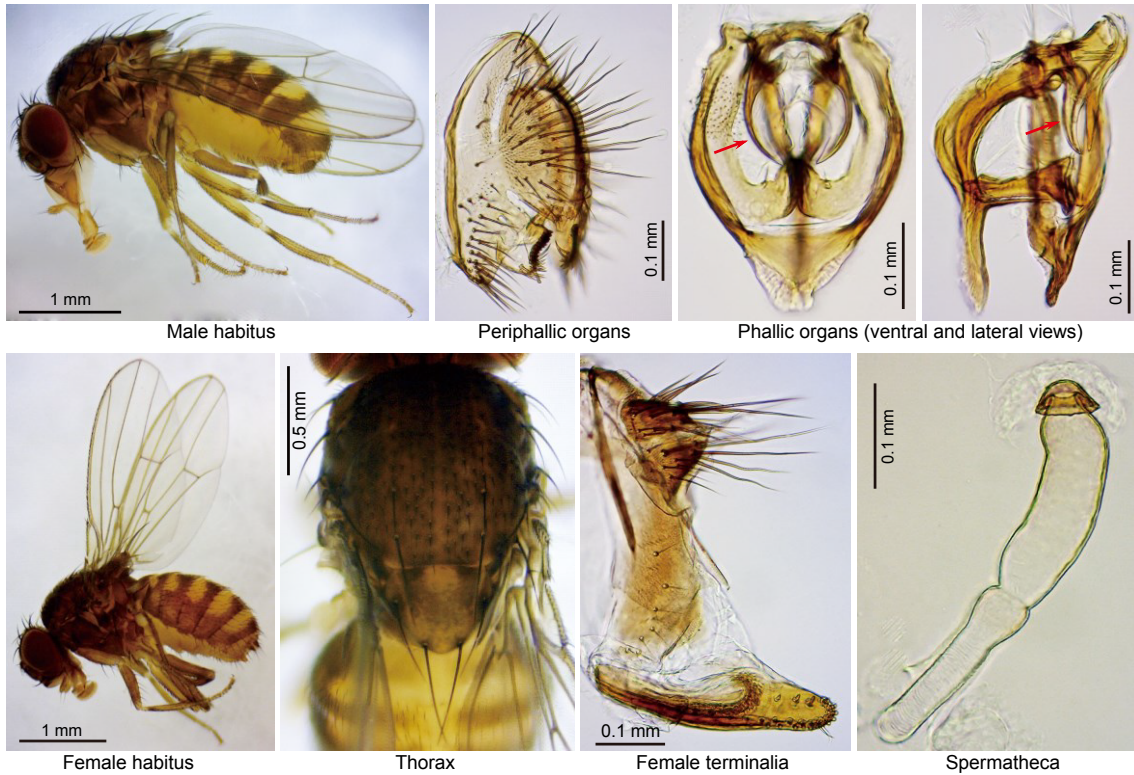 1 mm
0.1 mm
0.1 mm
0.1 mm
Male habitus
Periphallic organs
Phallic organs (ventral and lateral views)
0.5 mm
0.1 mm
1 mm
0.1 mm
Female habitus
Thorax
Female terminalia
Spermatheca